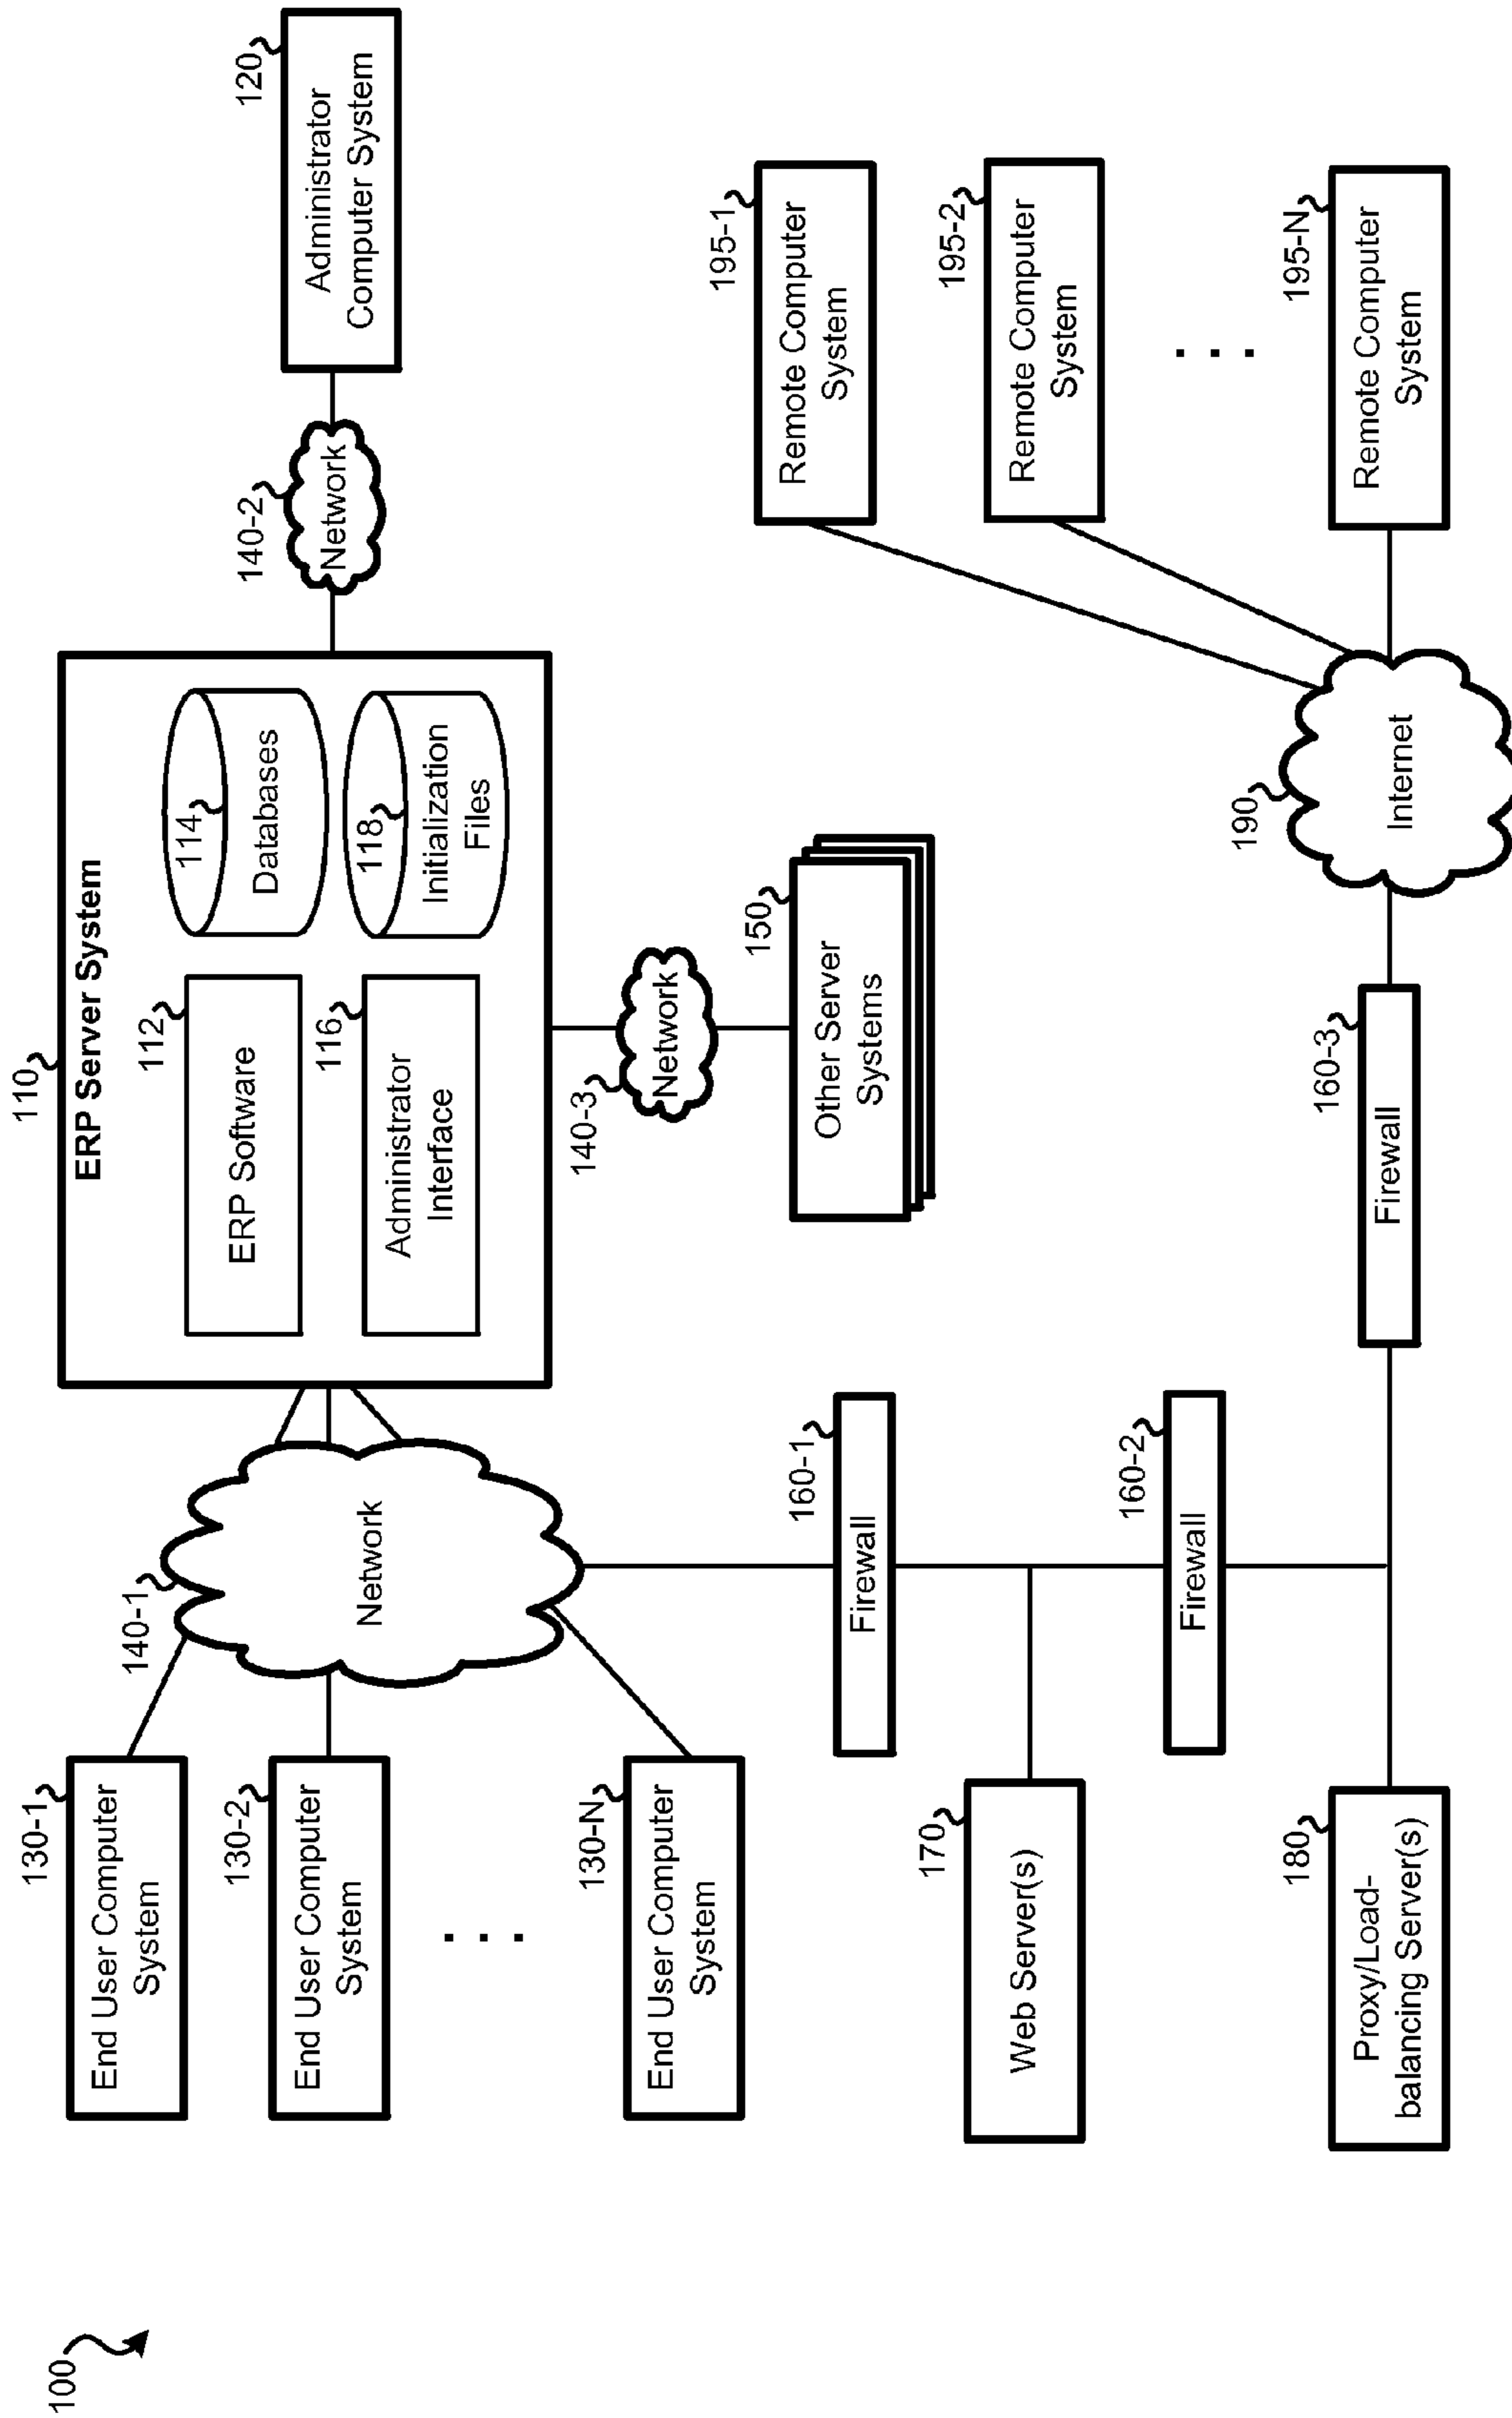 100
110
ERP Server System
112
ERP Software
114
Databases
116
Administrator
Interface
118
Initialization
Files
120
Administrator
Computer System
140-2
Network
130-1
End User Computer
System
130-2
End User Computer
System
. . .
130-N
End User Computer
System
140-1
Network
140-3
Network
150
Other Server
Systems
160-1
Firewall
170
Web Server(s)
160-2
Firewall
180
Proxy/Load-
balancing Server(s)
160-3
Firewall
190
Internet
195-1
Remote Computer
System
195-2
Remote Computer
System
. . .
195-N
Remote Computer
System